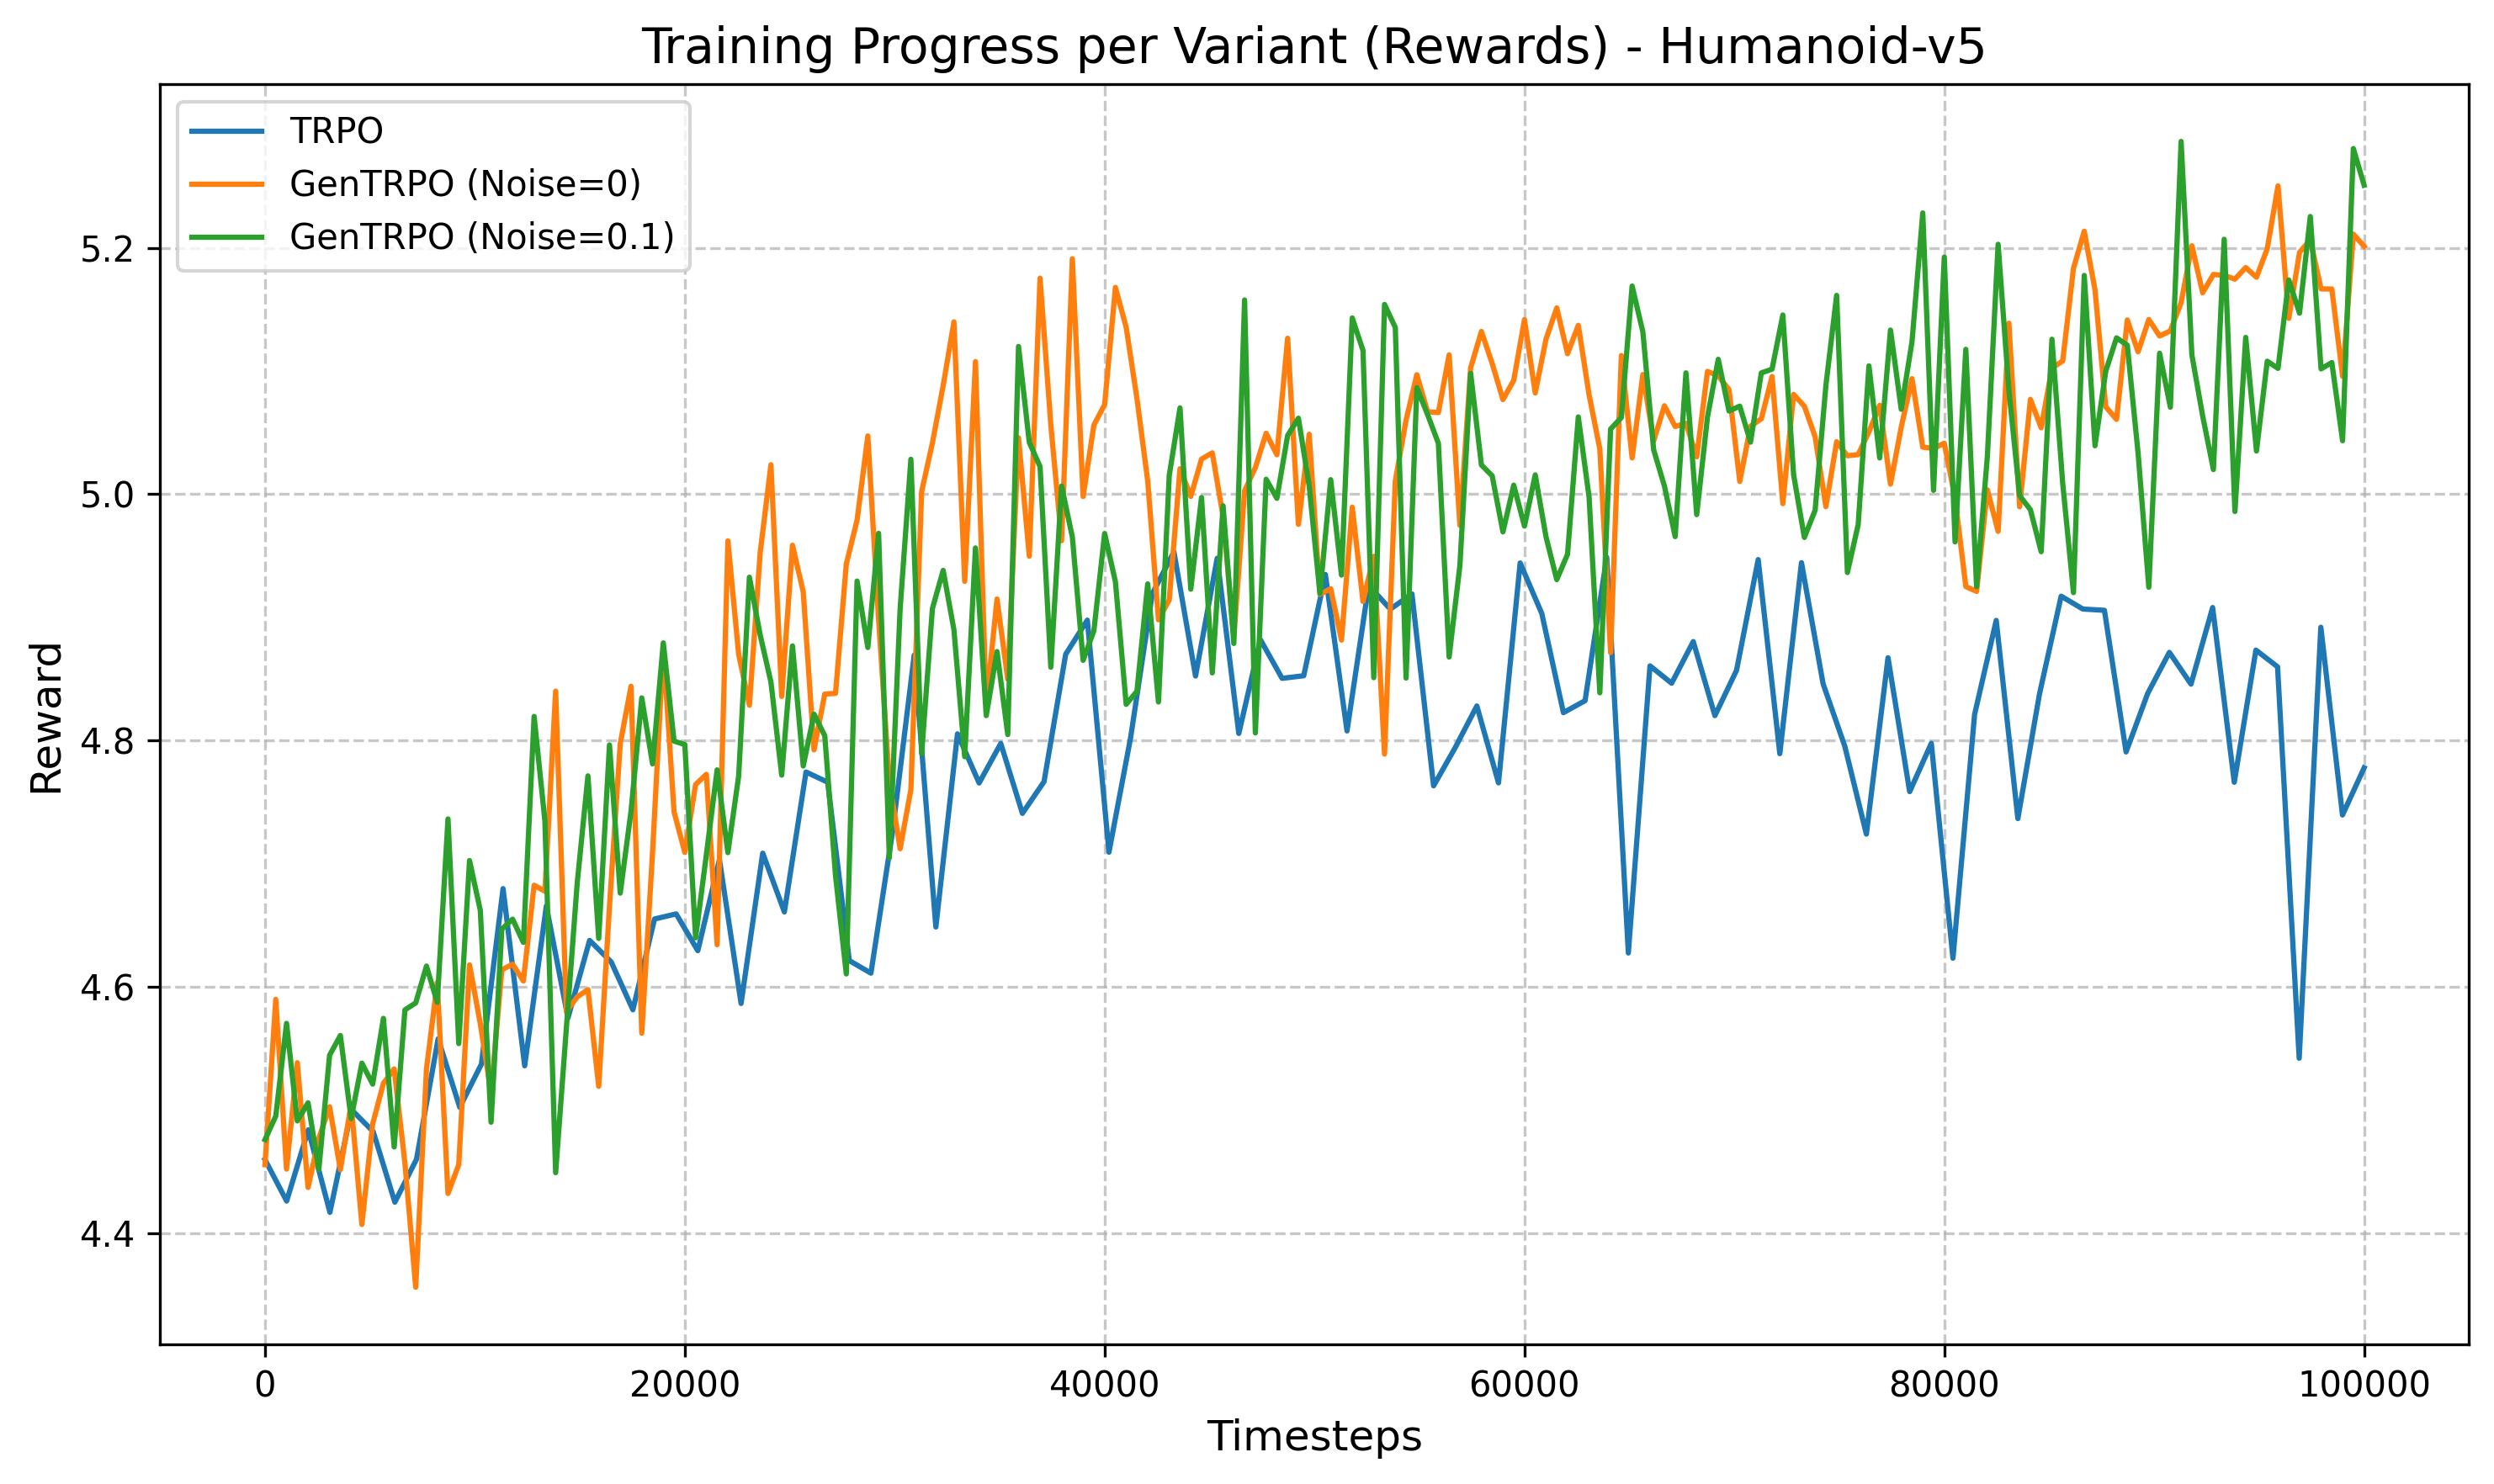 Training Progress per Variant (Rewards) - Humanoid-v5
TRPO
GenTRPO (Noise=0)
GenTRPO (Noise=0.1)
Reward
5.2
5.0
4.8
4.6
4.4
0 20000 40000 60000 80000 100000
Timesteps